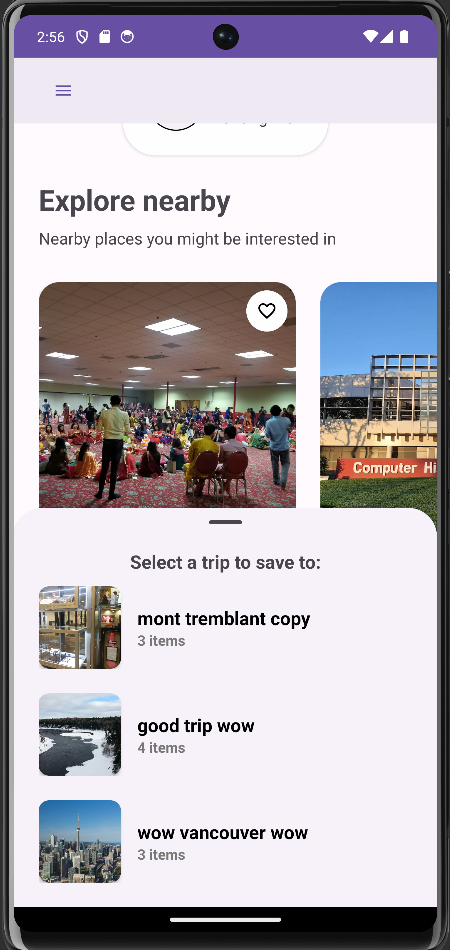 2:56
Explore nearby
Nearby places you might be interested in
Computer Hi
Select a trip to save to:
mont tremblant copy
3 items
good trip wow
4 items
wow vancouver wow
3 items